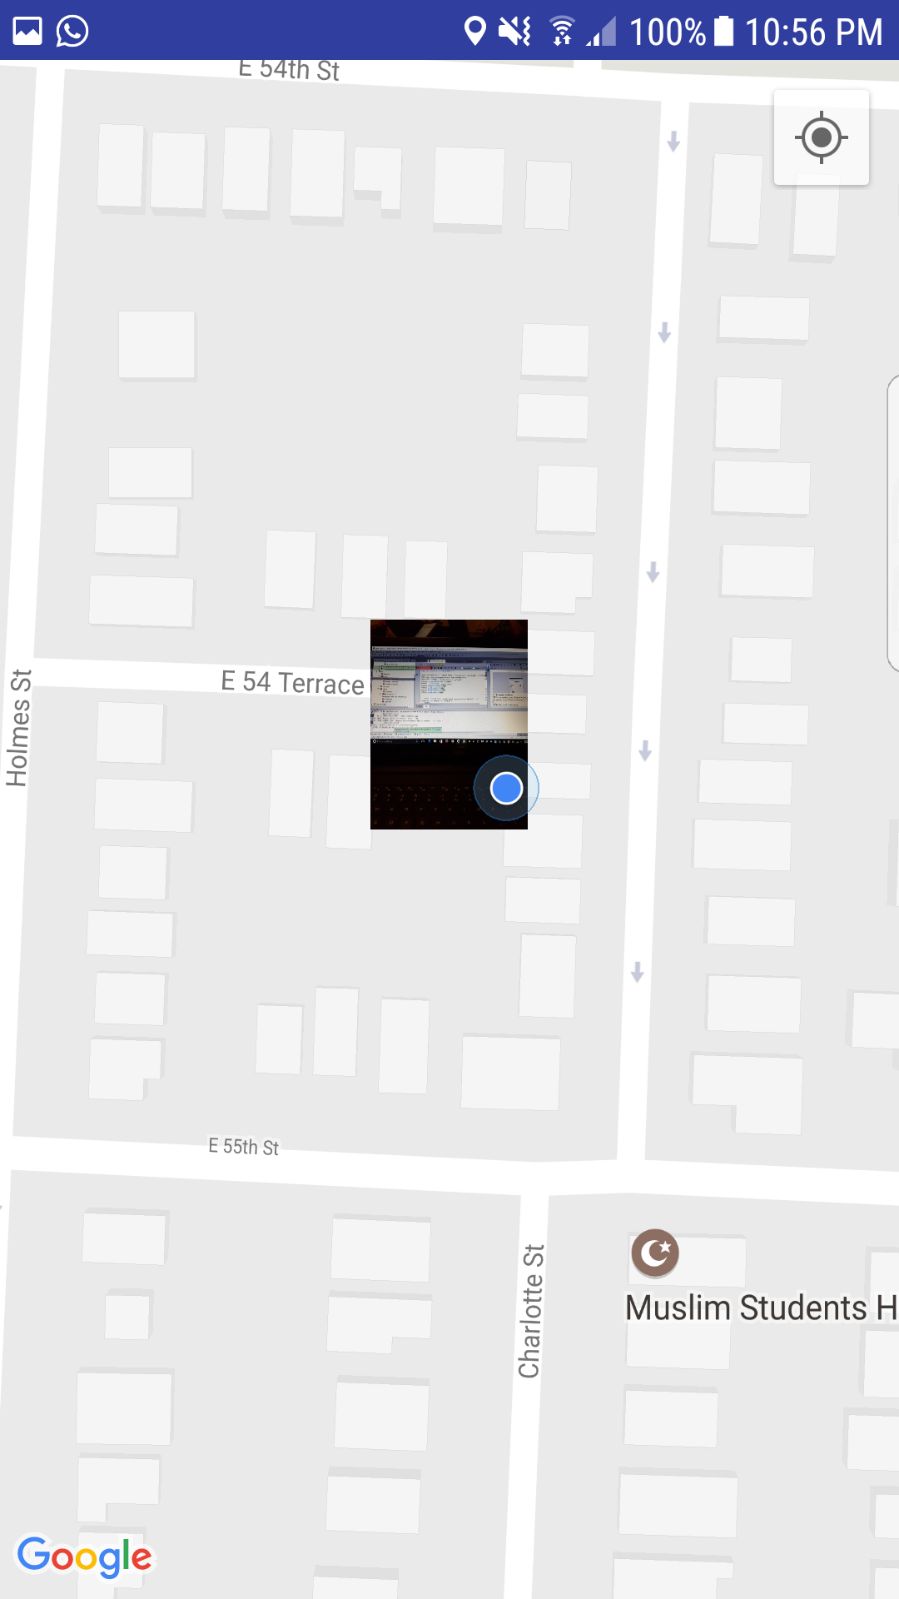 100% 10:56 PM
E 54th St
E 54 Terrace
Holmes St
E 55th St
Charlotte St
Muslim Students H
Google